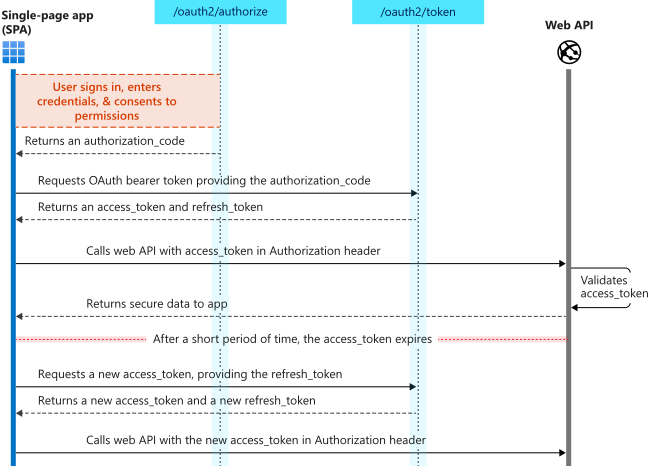 Single-page app
(SPA)
/oauth2/authorize
/oauth2/token
Web API
User signs in, enters
credentials, & consents to
permissions
Returns an authorization_code
Requests OAuth bearer token providing the authorization_code
Returns an access_token and refresh_token
Calls web API with access_token in Authorization header
Validates
access_token
Returns secure data to app
After a short period of time, the access_token expires
Requests a new access_token, providing the refresh_token
Returns a new access_token and a new refresh_token
Calls web API with the new access_token in Authorization header